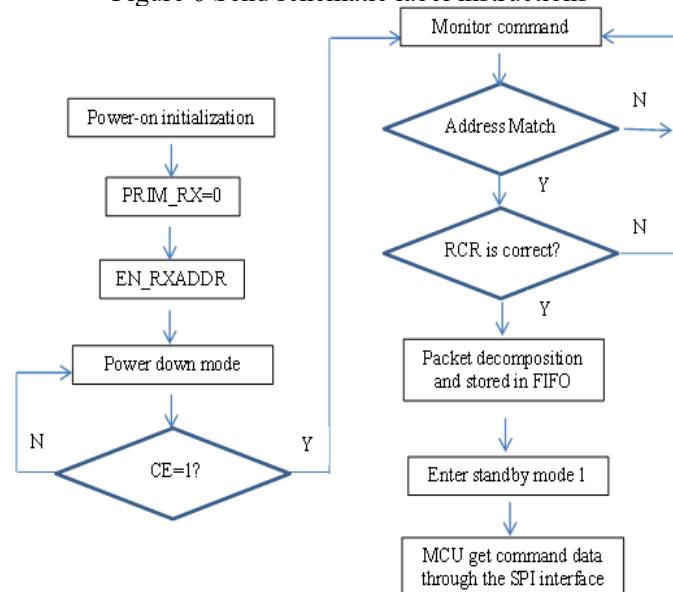 Figure 6 Send schematic label instructions
Power-on initialization
PRIM_RX=0
EN_RXADDR
Power down mode
N
Y
CE=1?
Monitor command
Address Match
N
Y
RCR is correct?
N
Y
Packet decomposition
and stored in FIFO
Enter standby mode 1
MCU get command data
through the SPI interface